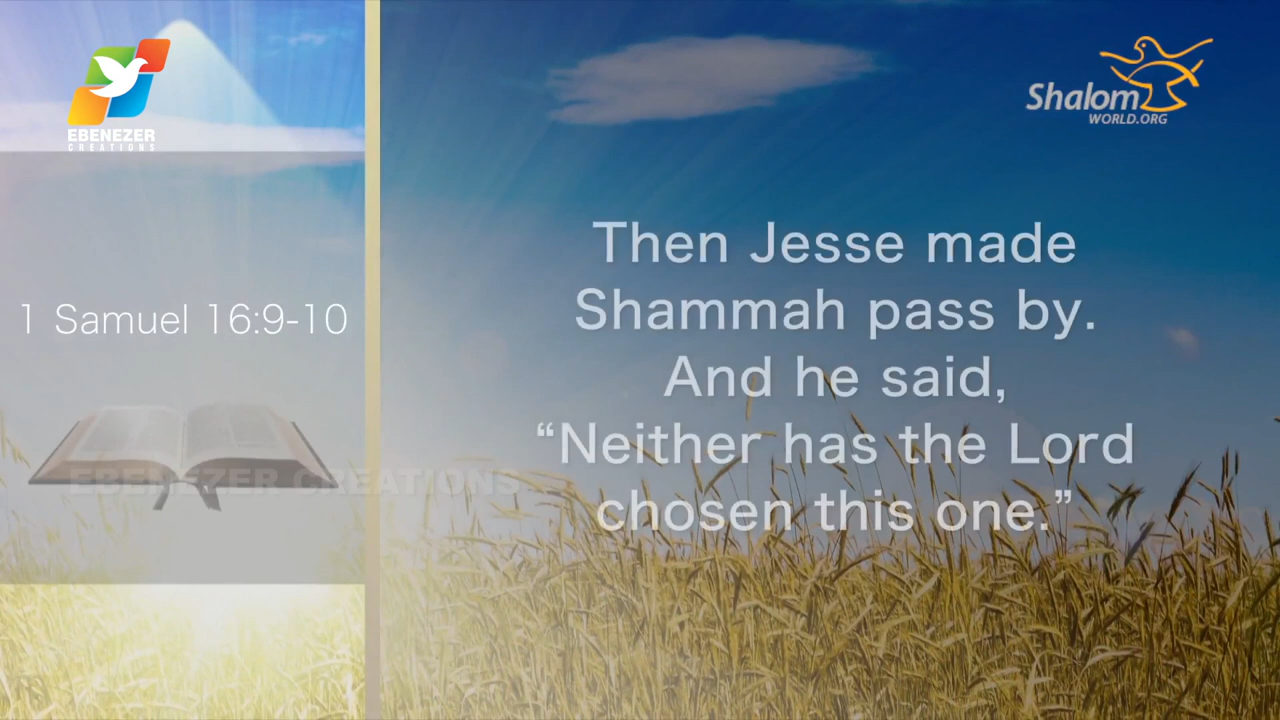 EBENEZER
CREATIONS
Shalom
WORLD.ORG
1 Samuel 16:9-10
EBENEZER CREATIONS
Then Jesse made
Shammah pass by.
And he said,
“Neither has the Lord
chosen this one.”